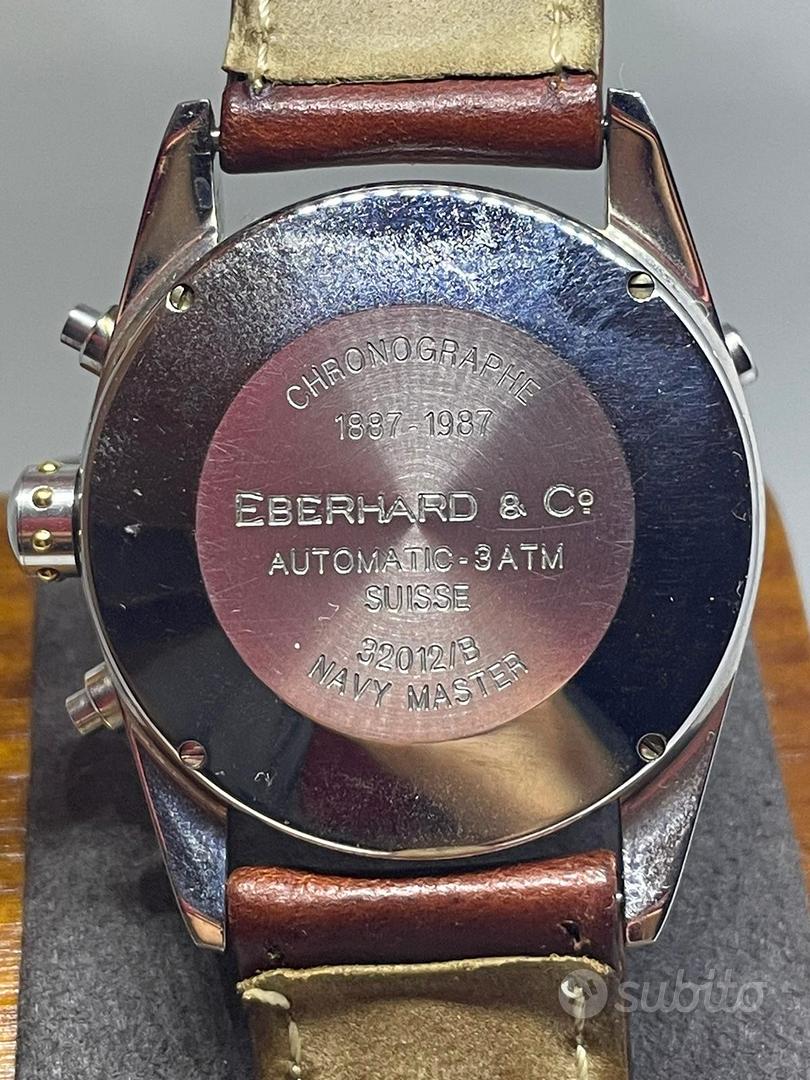 CHRONOGRAPHE
1887-1987
EBERHARD & Co
AUTOMATIC-3ATM
SUISSE
32012/B
NAVY MASTER
subito